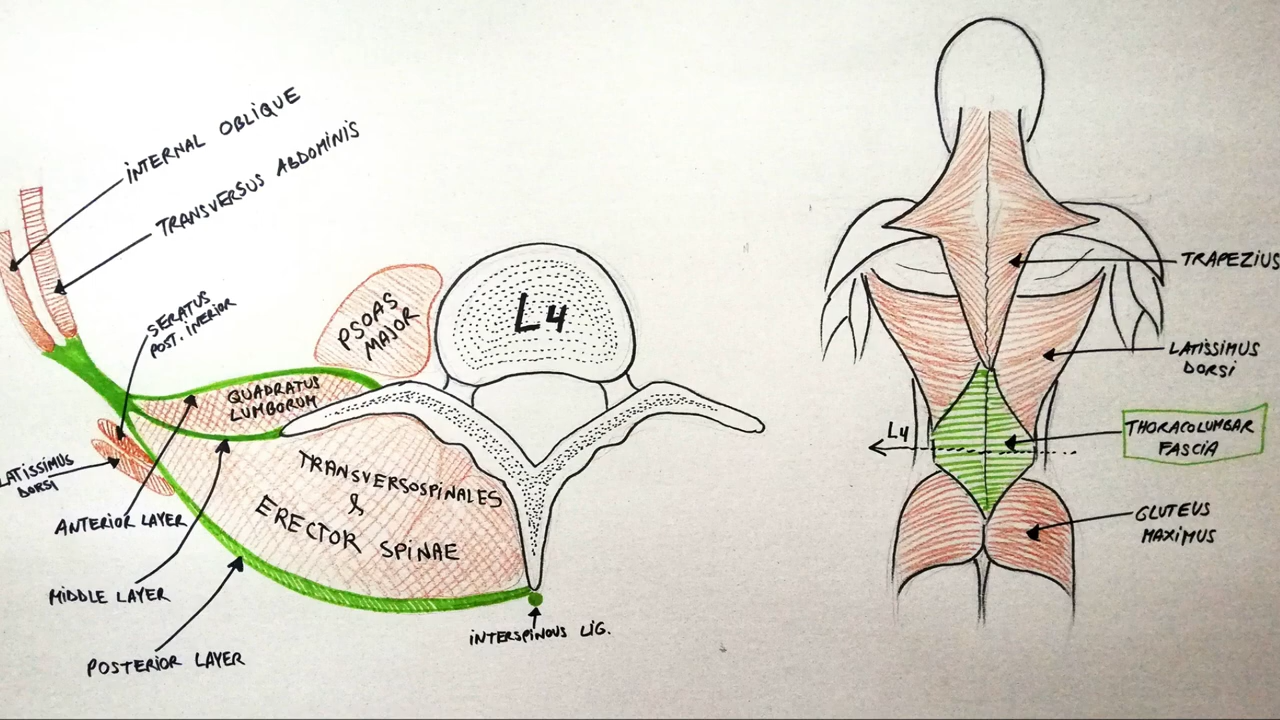 INTERNAL OBLIQUE
TRANSVERSUS ABDOMINIS
SERATUS
POST. INFERIOR
PSOAS
MAJOR
L4
QUADRATUS
LUMBORUM
LATISSIMUS
DORSI
TRANSVERSOSPINALES
&
ERECTOR SPINAE
ANTERIOR LAYER
MIDDLE LAYER
POSTERIOR LAYER
INTERSPINOUS LIG.
TRAPEZIUS
LATISSIMUS
DORSI
L4
THORACOLUMBAR
FASCIA
GLUTEUS
MAXIMUS